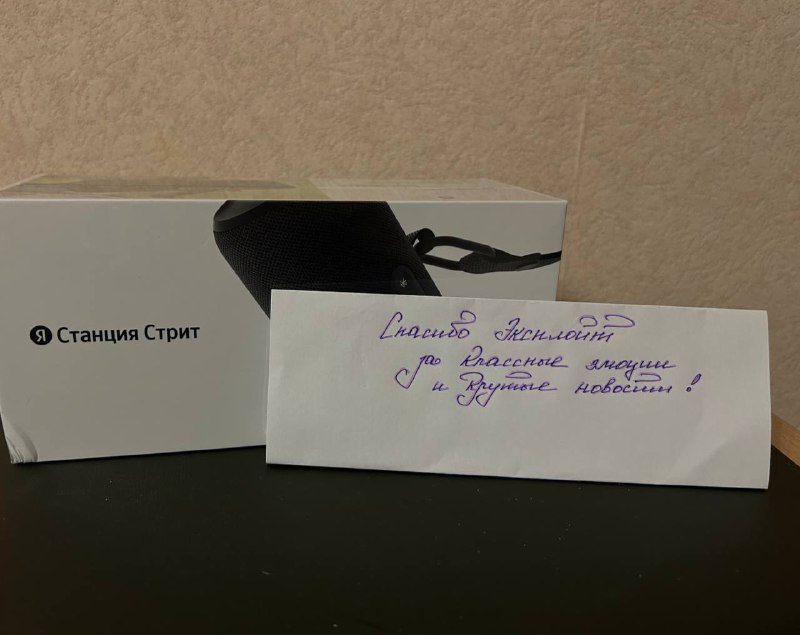 Я Станция Стрит
Спасибо Эксплойт
за классные эмоции
и крутые новости!